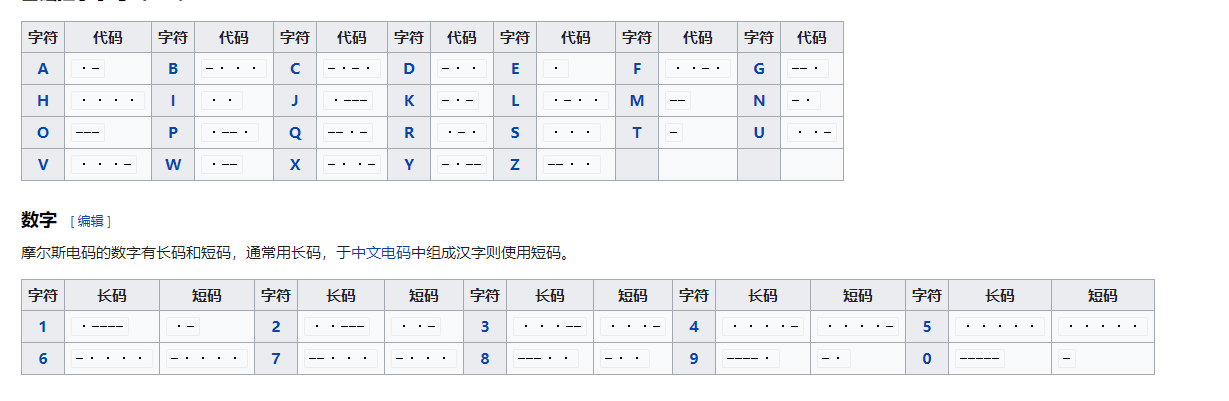 字符 代码 字符 代码 字符 代码 字符 代码 字符 代码 字符 代码 字符 代码
A ·− B −··· C −·−· D −·· E · F ··−· G −−·
H ···· I ·· J ·−−− K −·− L ·−·· M −− N −·
O −−− P ·−−· Q −−·− R ·−· S ··· T − U ··−
V ···− W ·−− X −··− Y −·−− Z −−··
数字 [编辑]
摩尔斯电码的数字有长码和短码，通常用长码，于中文电码中组成汉字则使用短码。
字符 长码 短码 字符 长码 短码 字符 长码 短码 字符 长码 短码 字符 长码 短码
1 ·−−−− ·− 2 ··−−− ··− 3 ···−− ···− 4 ····− ····− 5 ····· ·····
6 −···· −···· 7 −−··· −··· 8 −−−·· −·· 9 −−−−· −· 0 −−−−− −